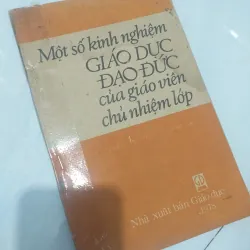 Một số kinh nghiệm
GIÁO DỤC
ĐẠO ĐỨC
của giáo viên
chủ nhiệm lớp
Nhà xuất bản Giáo dục